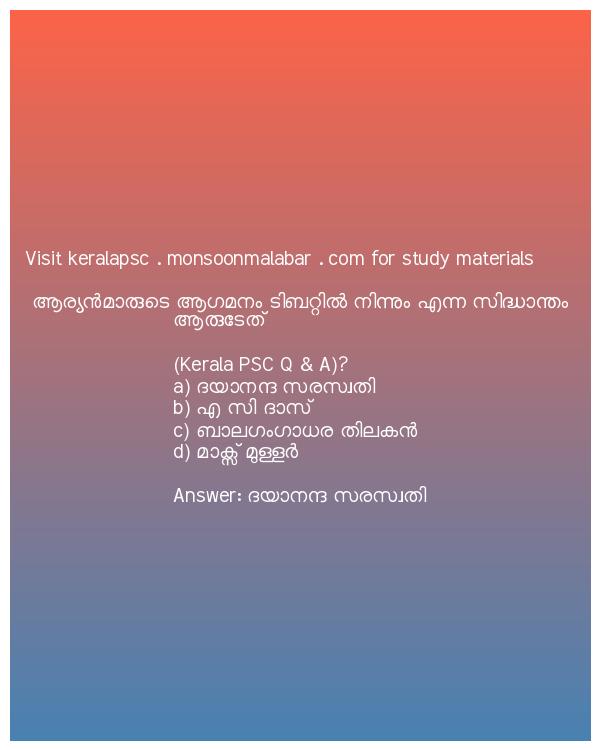 Visit keralapsc . monsoonmalabar . com for study materials
ആര്യൻമാരുടെ ആഗമനം ടിബറ്റിൽ നിന്നും എന്ന സിദ്ധാന്തം
ആരുടേത്
(Kerala PSC Q & A)?
a) ദയാനന്ദ സരസ്വതി
b) എ സി ദാസ്
c) ബാലഗംഗാധര തിലകൻ
d) മാക്സ് മുള്ളർ
Answer: ദയാനന്ദ സരസ്വതി